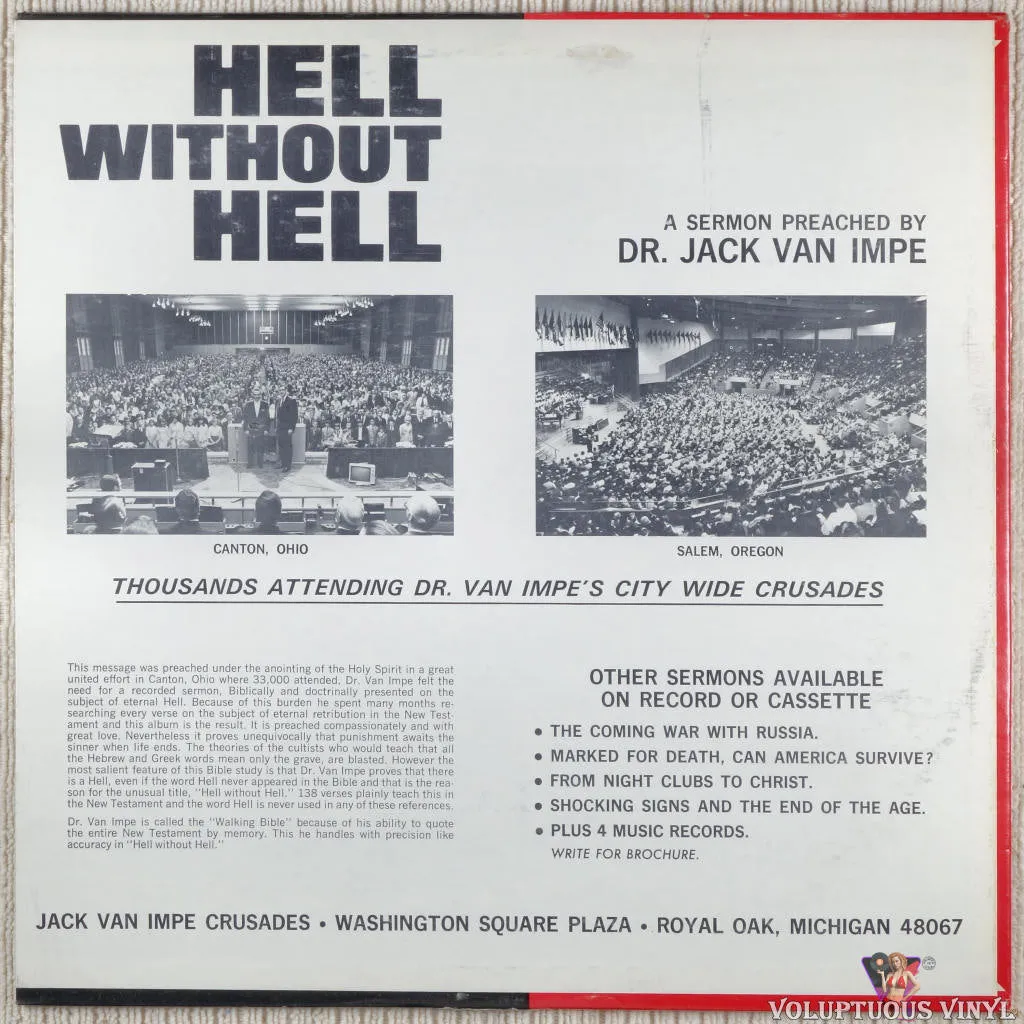 HELL
WITHOUT
HELL
A SERMON PREACHED BY
DR. JACK VAN IMPE
CANTON, OHIO
SALEM, OREGON
THOUSANDS ATTENDING DR. VAN IMPE'S CITY WIDE CRUSADES
This message was preached under the anointing of the Holy Spirit in a great
united effort in Canton, Ohio where 33,000 attended. Dr. Van Impe felt the
need for a recorded sermon, Biblically and doctrinally presented on the
subject of eternal Hell. Because of this burden he spent many months re-
searching every verse on the subject of eternal retribution in the New Test-
ament and this album is the result. It is preached compassionately and with
great love. Nevertheless it proves unequivocally that punishment awaits the
sinner when life ends. The theories of the cultists who would teach that all
the Hebrew and Greek words mean only the grave, are blasted. However the
most salient feature of this Bible study is that Dr. Van Impe proves that there
is a Hell, even if the word Hell never appeared in the Bible and that is the rea-
son for the unusual title, "Hell without Hell." 138 verses plainly teach this in
the New Testament and the word Hell is never used in any of these references.
Dr. Van Impe is called the "Walking Bible" because of his ability to quote
the entire New Testament by memory. This he handles with precision like
accuracy in "Hell without Hell."
OTHER SERMONS AVAILABLE
ON RECORD OR CASSETTE
• THE COMING WAR WITH RUSSIA.
• MARKED FOR DEATH, CAN AMERICA SURVIVE?
• FROM NIGHT CLUBS TO CHRIST.
• SHOCKING SIGNS AND THE END OF THE AGE.
• PLUS 4 MUSIC RECORDS.
WRITE FOR BROCHURE.
JACK VAN IMPE CRUSADES • WASHINGTON SQUARE PLAZA • ROYAL OAK, MICHIGAN 48067
VOLUPTUOUS VINYL